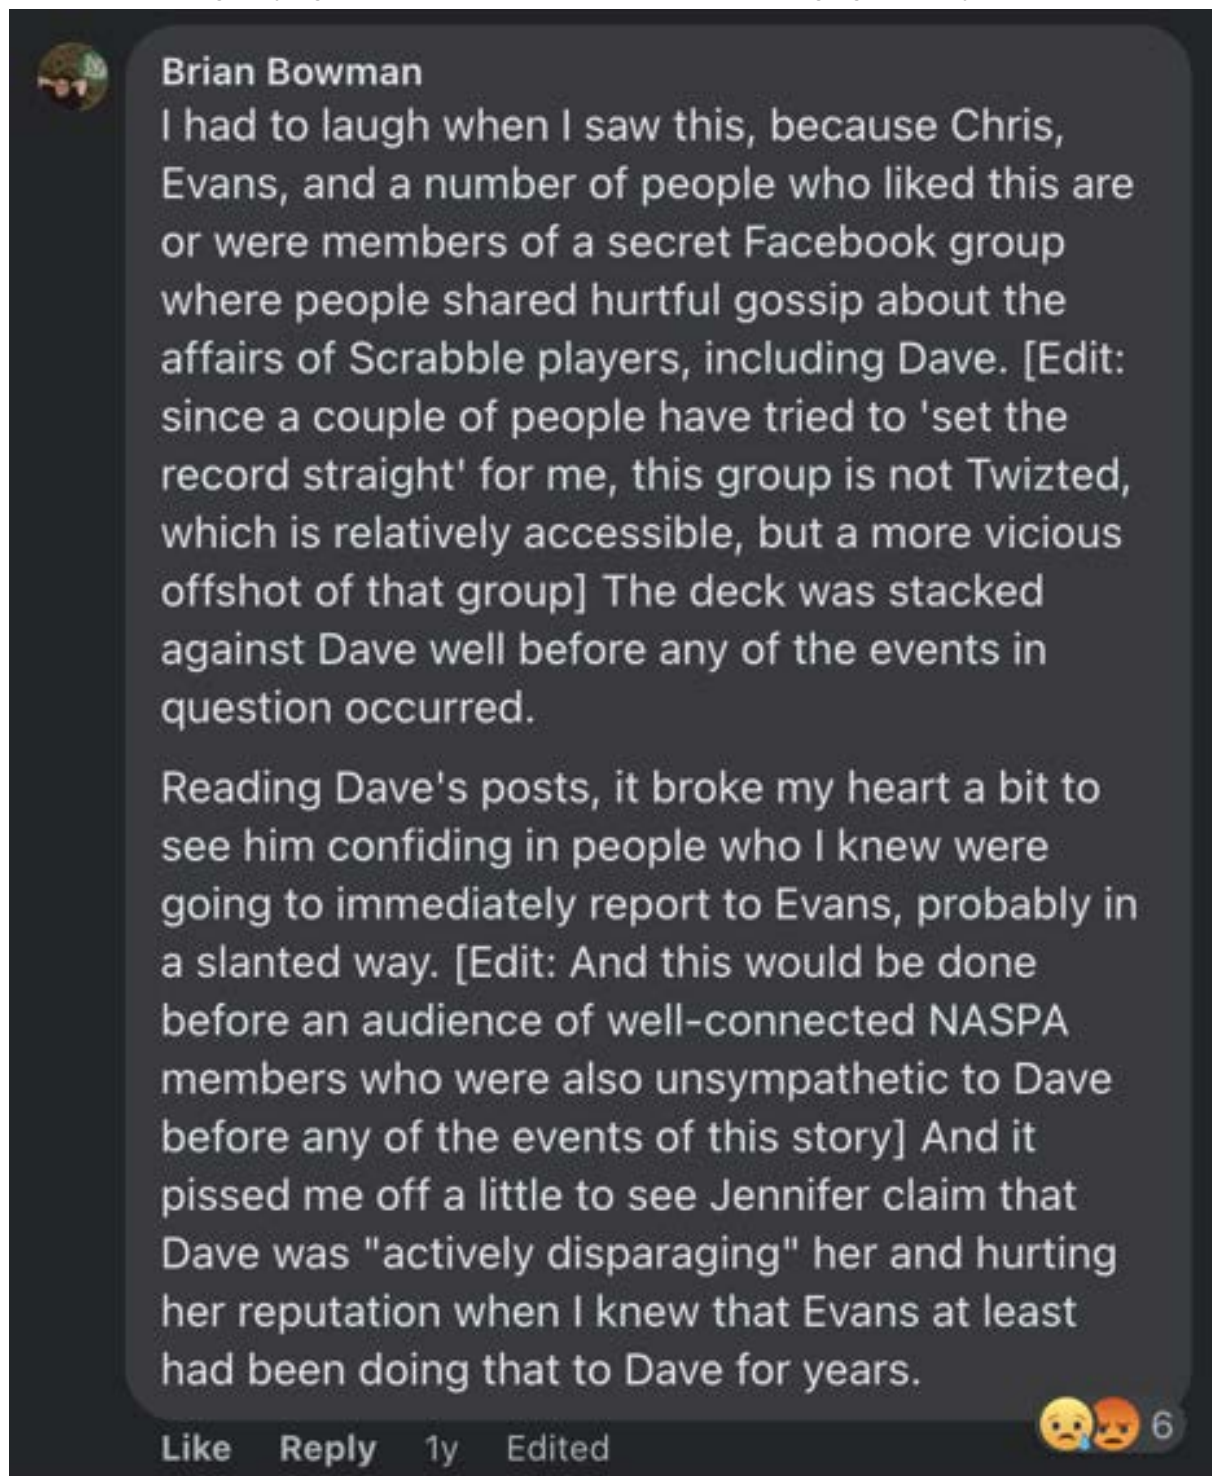 Brian Bowman
I had to laugh when I saw this, because Chris,
Evans, and a number of people who liked this are
or were members of a secret Facebook group
where people shared hurtful gossip about the
affairs of Scrabble players, including Dave. [Edit:
since a couple of people have tried to 'set the
record straight' for me, this group is not Twizted,
which is relatively accessible, but a more vicious
offshot of that group] The deck was stacked
against Dave well before any of the events in
question occurred.
Reading Dave's posts, it broke my heart a bit to
see him confiding in people who I knew were
going to immediately report to Evans, probably in
a slanted way. [Edit: And this would be done
before an audience of well-connected NASPA
members who were also unsympathetic to Dave
before any of the events of this story] And it
pissed me off a little to see Jennifer claim that
Dave was "actively disparaging" her and hurting
her reputation when I knew that Evans at least
had been doing that to Dave for years.
6
Like Reply 1y Edited